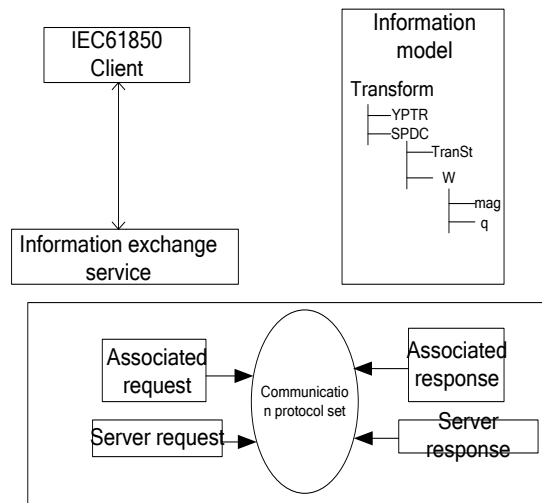 IEC61850
Client
Information exchange
service
Information
model
Transform
YPTR
SPDC
TranSt
W
mag
q
Associated
request
Server request
Communicatio
n protocol set
Associated
response
Server
response